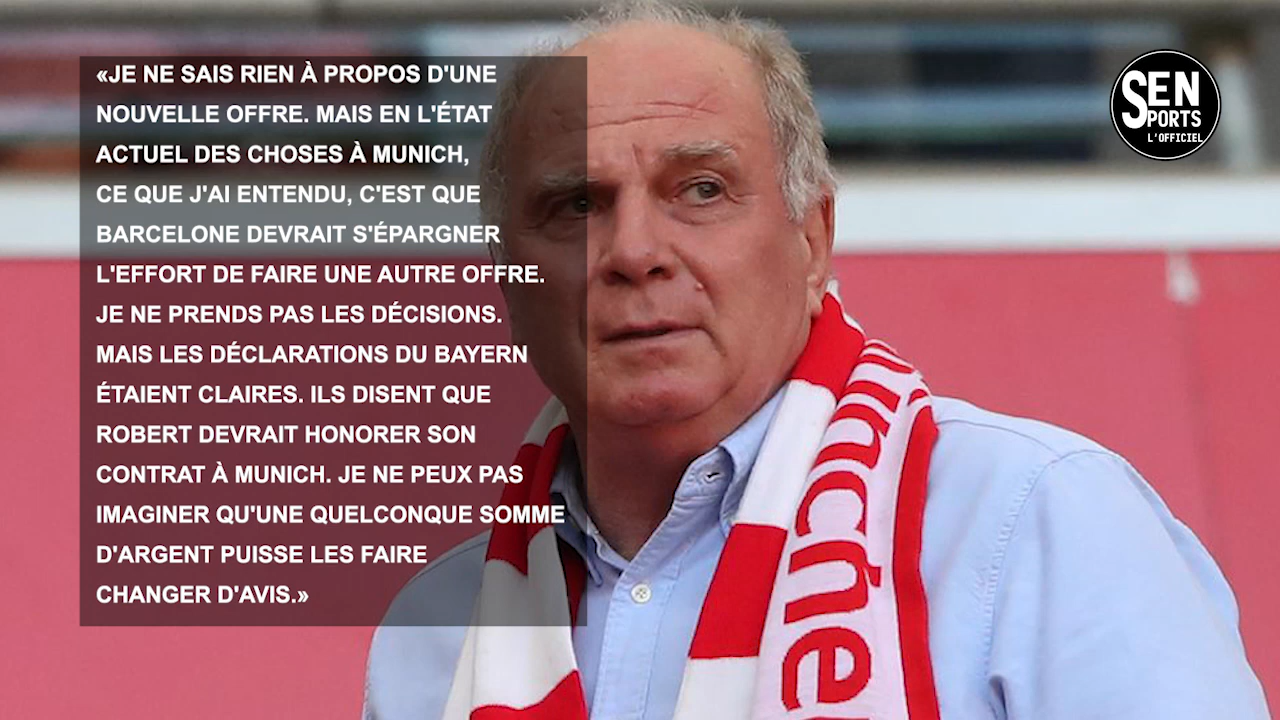 «JE NE SAIS RIEN À PROPOS D'UNE
NOUVELLE OFFRE. MAIS EN L'ÉTAT
ACTUEL DES CHOSES À MUNICH,
CE QUE J'AI ENTENDU, C'EST QUE
BARCELONE DEVRAIT S'ÉPARGNER
L'EFFORT DE FAIRE UNE AUTRE OFFRE.
JE NE PRENDS PAS LES DÉCISIONS.
MAIS LES DÉCLARATIONS DU BAYERN
ÉTAIENT CLAIRES. ILS DISENT QUE
ROBERT DEVRAIT HONORER SON
CONTRAT À MUNICH. JE NE PEUX PAS
IMAGINER QU'UNE QUELCONQUE SOMME
D'ARGENT PUISSE LES FAIRE
CHANGER D'AVIS.»
SEN
SPORTS
L'OFFICIEL